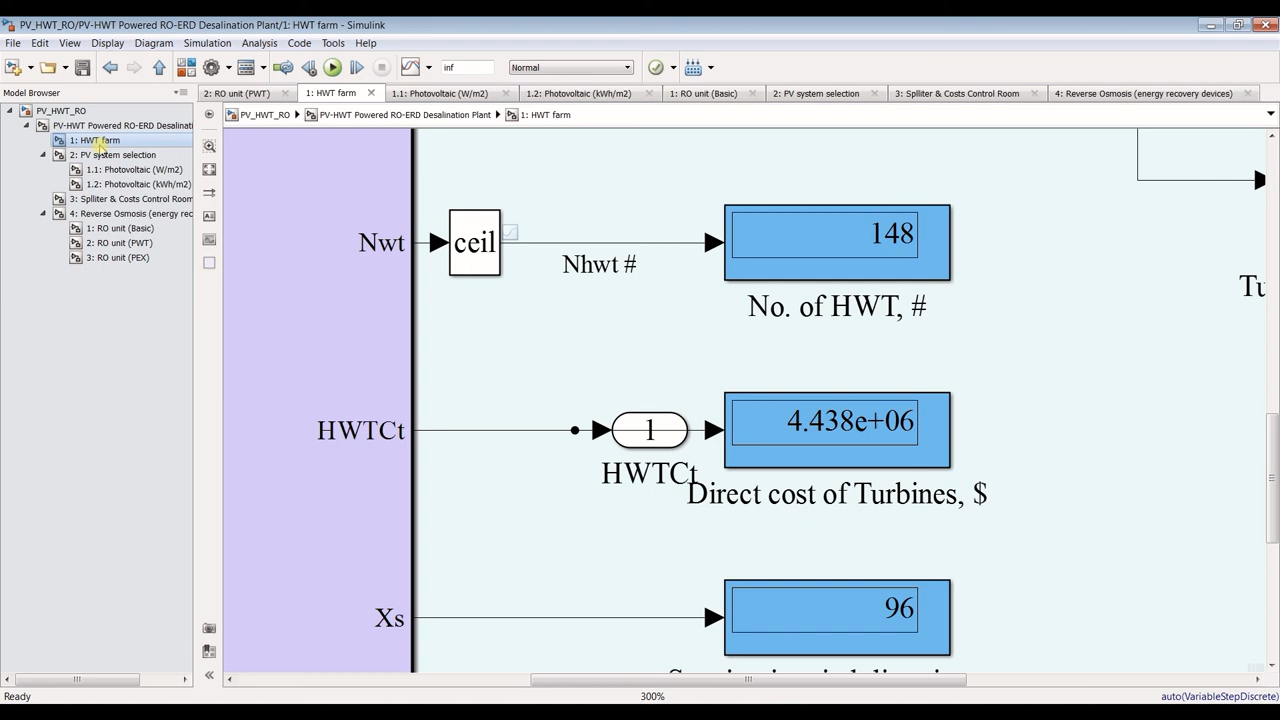 PV_HWT_RO/PV-HWT Powered RO-ERD Desalination Plant/1: HWT farm - Simulink
File Edit View Display Diagram Simulation Analysis Code Tools Help
inf Normal
Model Browser
2: RO unit (PWT) 1: HWT farm 1.1: Photovoltaic (W/m2) 1.2: Photovoltaic (kWh/m2) 1: RO unit (Basic) 2: PV system selection 3: Spliiter & Costs Control Room 4: Reverse Osmosis (energy recovery devices)
PV_HWT_RO PV-HWT Powered RO-ERD Desalination Plant 1: HWT farm
PV_HWT_RO
PV-HWT Powered RO-ERD Desalinati
1: HWT farm
2: PV system selection
1.1: Photovoltaic (W/m2)
1.2: Photovoltaic (kWh/m2)
3: Spliiter & Costs Control Room
4: Reverse Osmosis (energy rec
1: RO unit (Basic)
2: RO unit (PWT)
3: RO unit (PEX)
Nwt ceil 148
Nhwt #
No. of HWT, #
Tu
HWTCt 1 4.438e+06
HWTCt
Direct cost of Turbines, $
Xs 96
Ready 300% auto(VariableStepDiscrete)